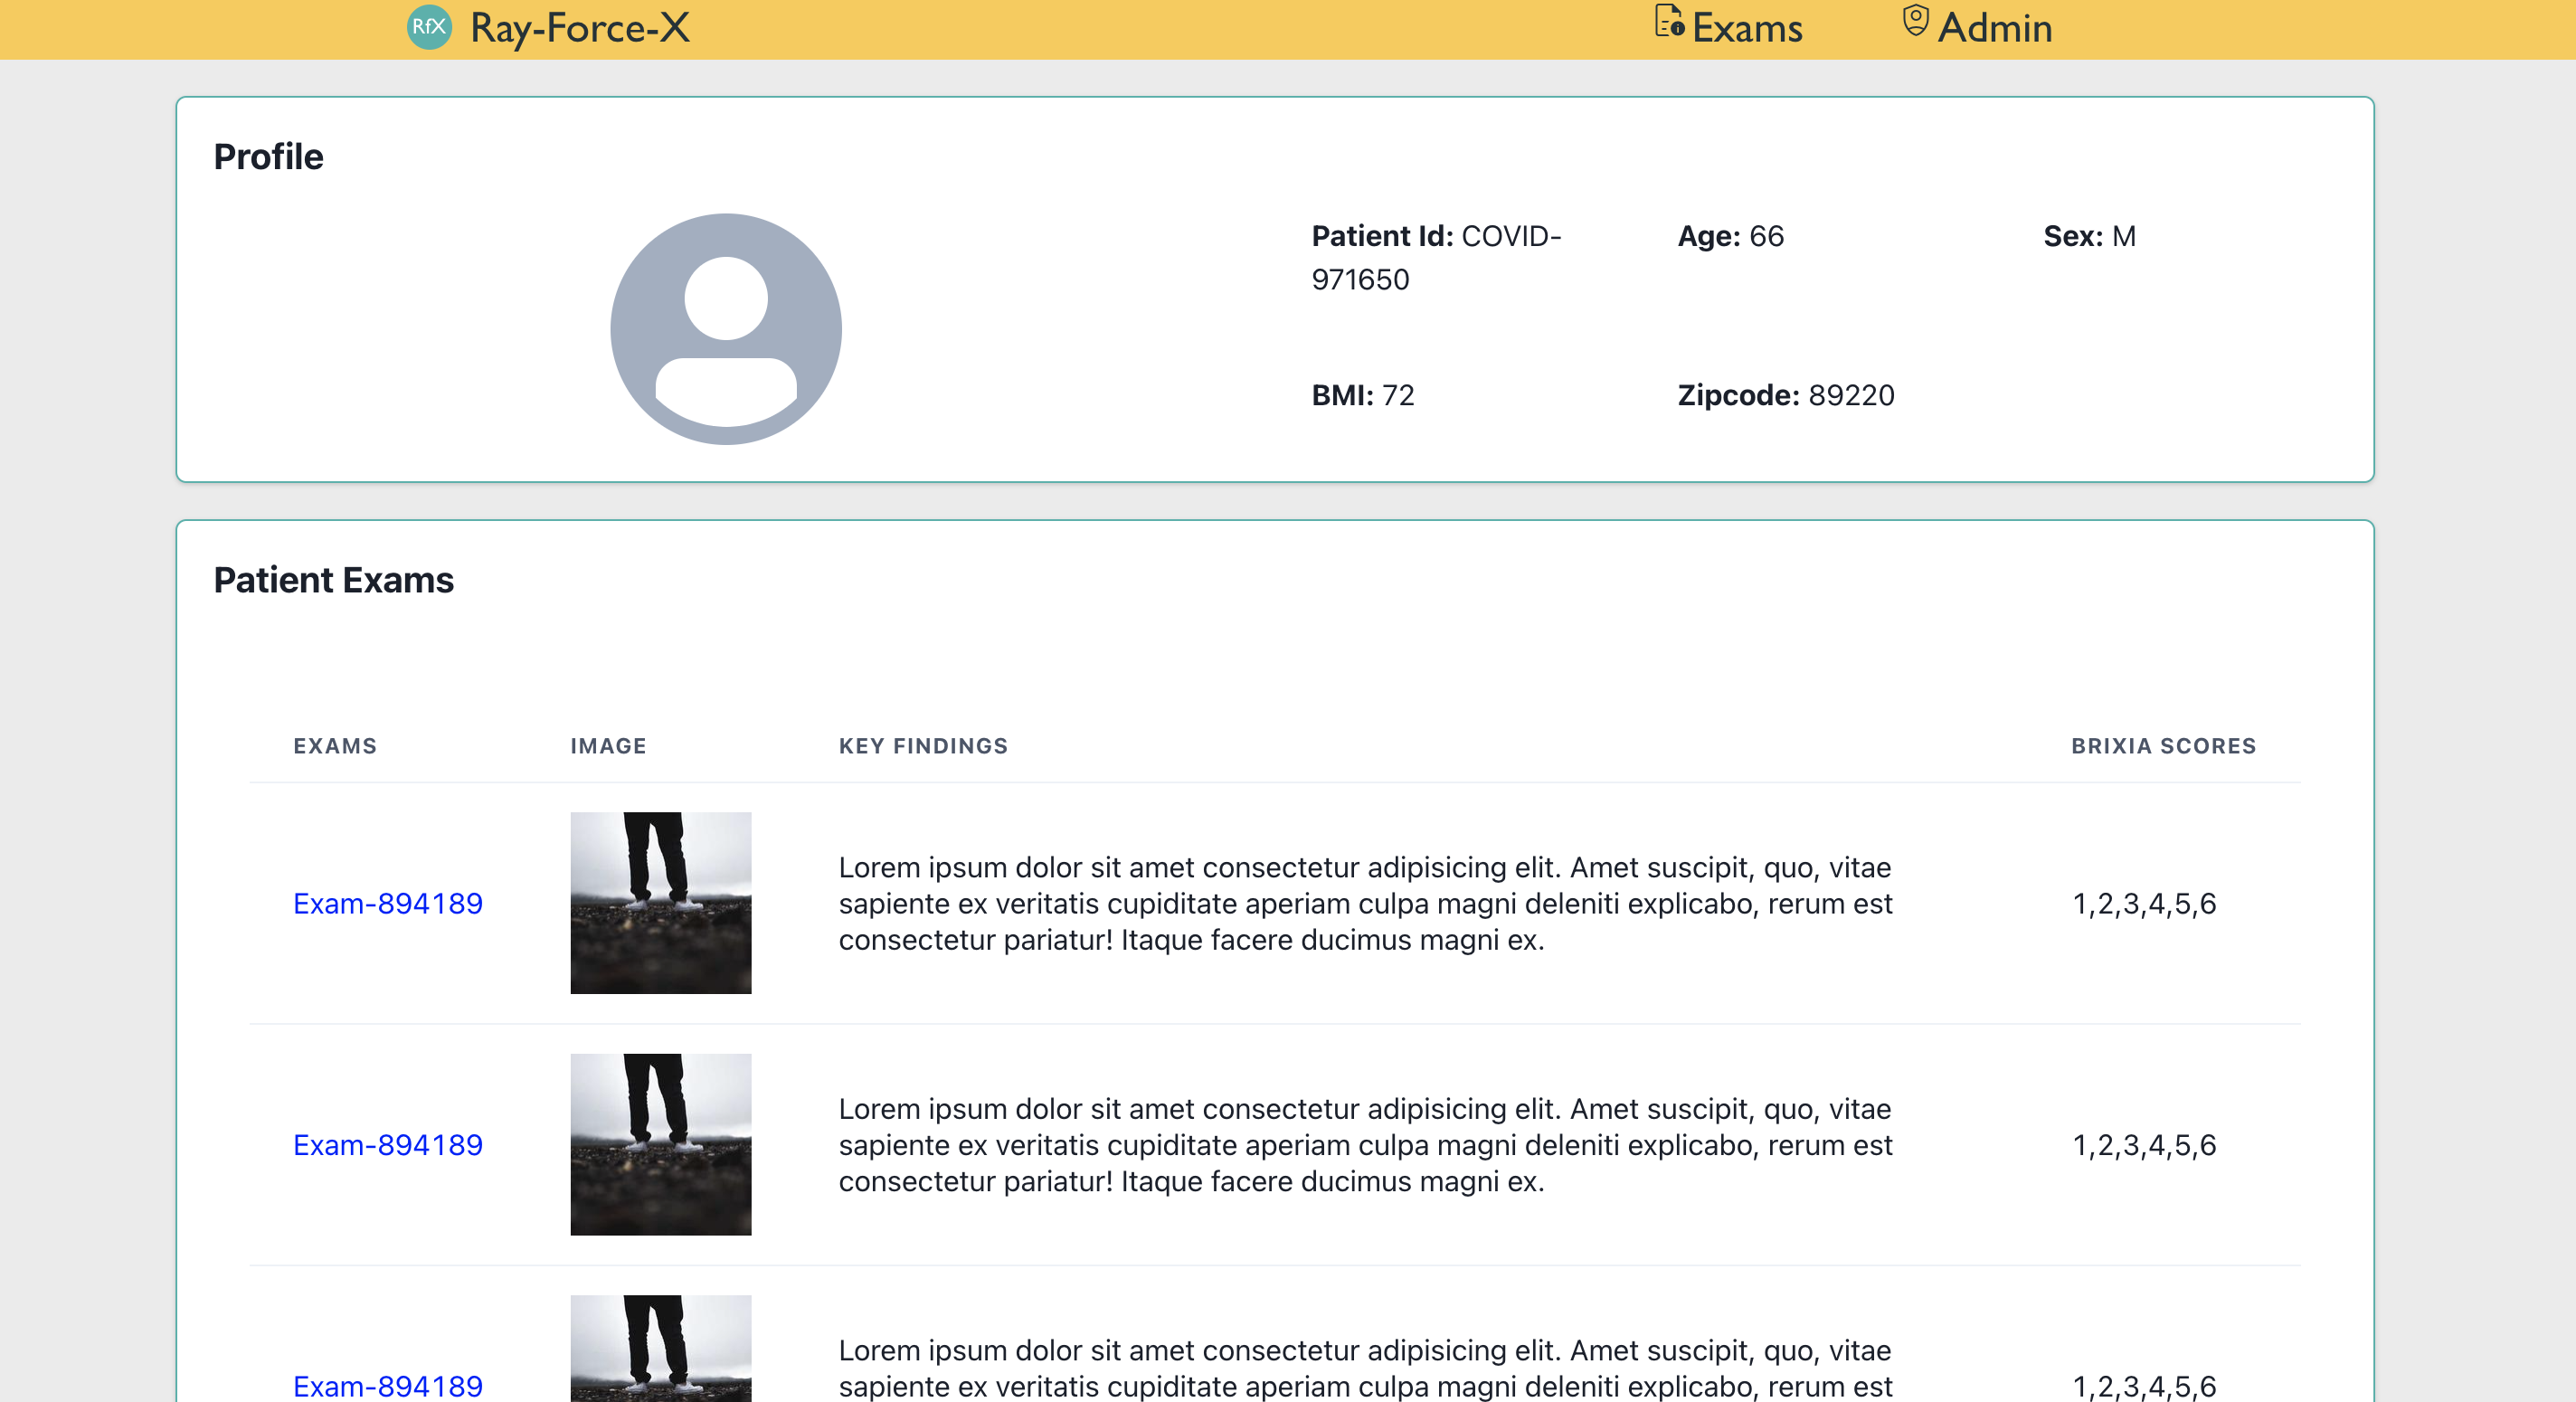 RfX Ray-Force-X Exams Admin
Profile
Patient Id: COVID-
971650
Age: 66
Sex: M
BMI: 72
Zipcode: 89220
Patient Exams
EXAMS IMAGE KEY FINDINGS BRIXIA SCORES
Exam-894189
Lorem ipsum dolor sit amet consectetur adipisicing elit. Amet suscipit, quo, vitae
sapiente ex veritatis cupiditate aperiam culpa magni deleniti explicabo, rerum est
consectetur pariatur! Itaque facere ducimus magni ex.
1,2,3,4,5,6
Exam-894189
Lorem ipsum dolor sit amet consectetur adipisicing elit. Amet suscipit, quo, vitae
sapiente ex veritatis cupiditate aperiam culpa magni deleniti explicabo, rerum est
consectetur pariatur! Itaque facere ducimus magni ex.
1,2,3,4,5,6
Exam-894189
Lorem ipsum dolor sit amet consectetur adipisicing elit. Amet suscipit, quo, vitae
sapiente ex veritatis cupiditate aperiam culpa magni deleniti explicabo, rerum est
1,2,3,4,5,6